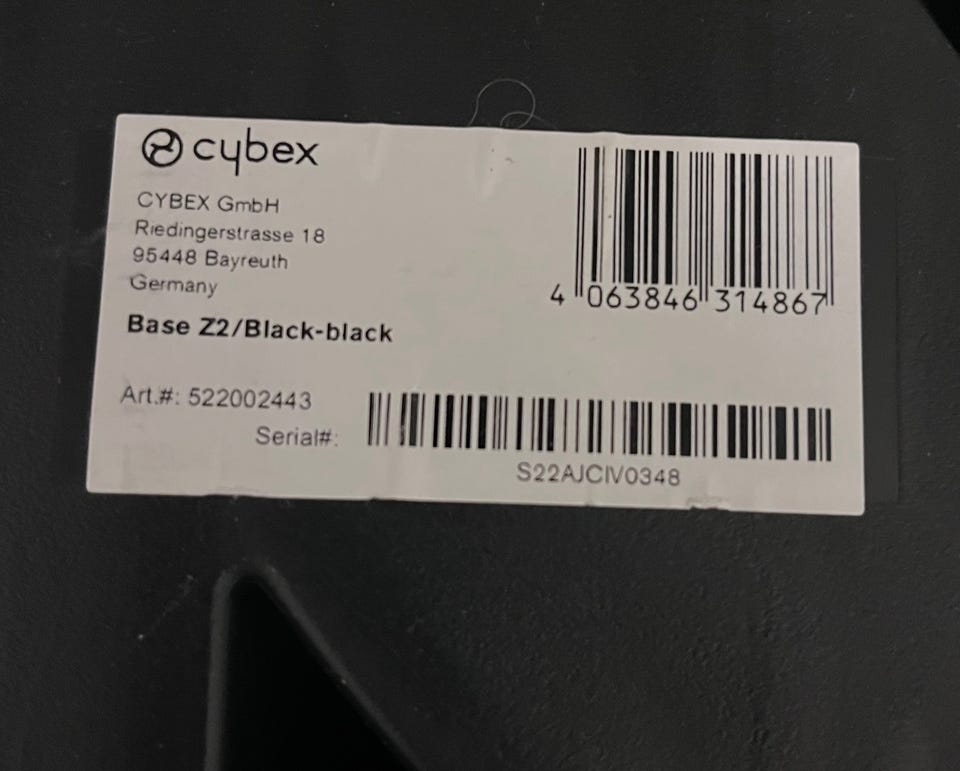 cybex
CYBEX GmbH
Riedingerstrasse 18
95448 Bayreuth
Germany
4 063846 314867
Base Z2/Black-black
Art.#: 522002443
Serial#:
S22AJCIV0348